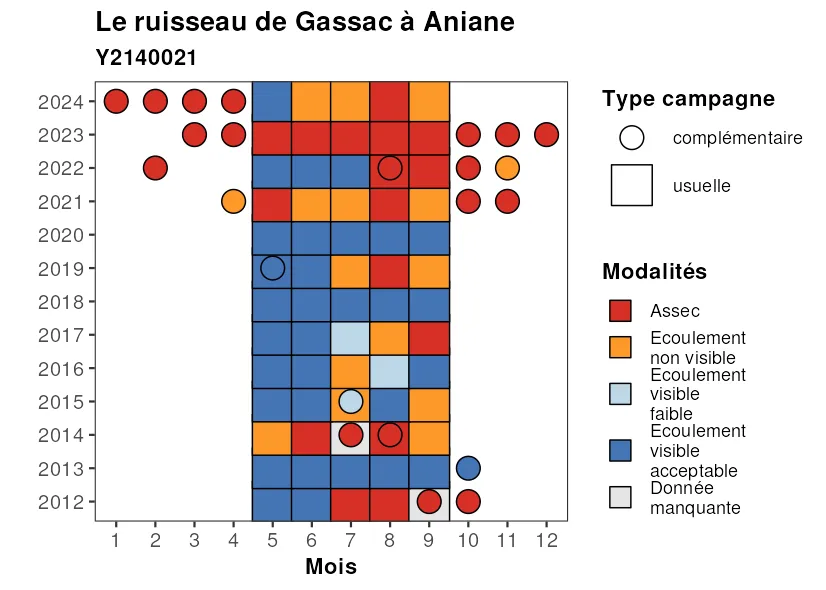 Le ruisseau de Gassac à Aniane
Y2140021
2024
2023
2022
2021
2020
2019
2018
2017
2016
2015
2014
2013
2012
1 2 3 4 5 6 7 8 9 10 11 12
Mois
Type campagne
complémentaire
usuelle
Modalités
Assec
Ecoulement
non visible
Ecoulement
visible
faible
Ecoulement
visible
acceptable
Donnée
manquante